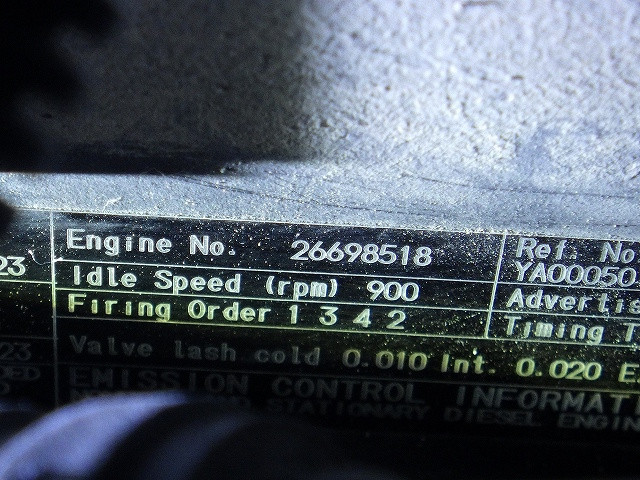 Engine No. 26698518 Ref. No
23 YA00050
Idle Speed (rpm) 900 Advertis
Firing Order 1 3 4 2 Timing T
23 Valve lash cold 0.010 Int. 0.020 E
EMISSION CONTROL INFORMATI
STATIONARY DIESEL ENGIN